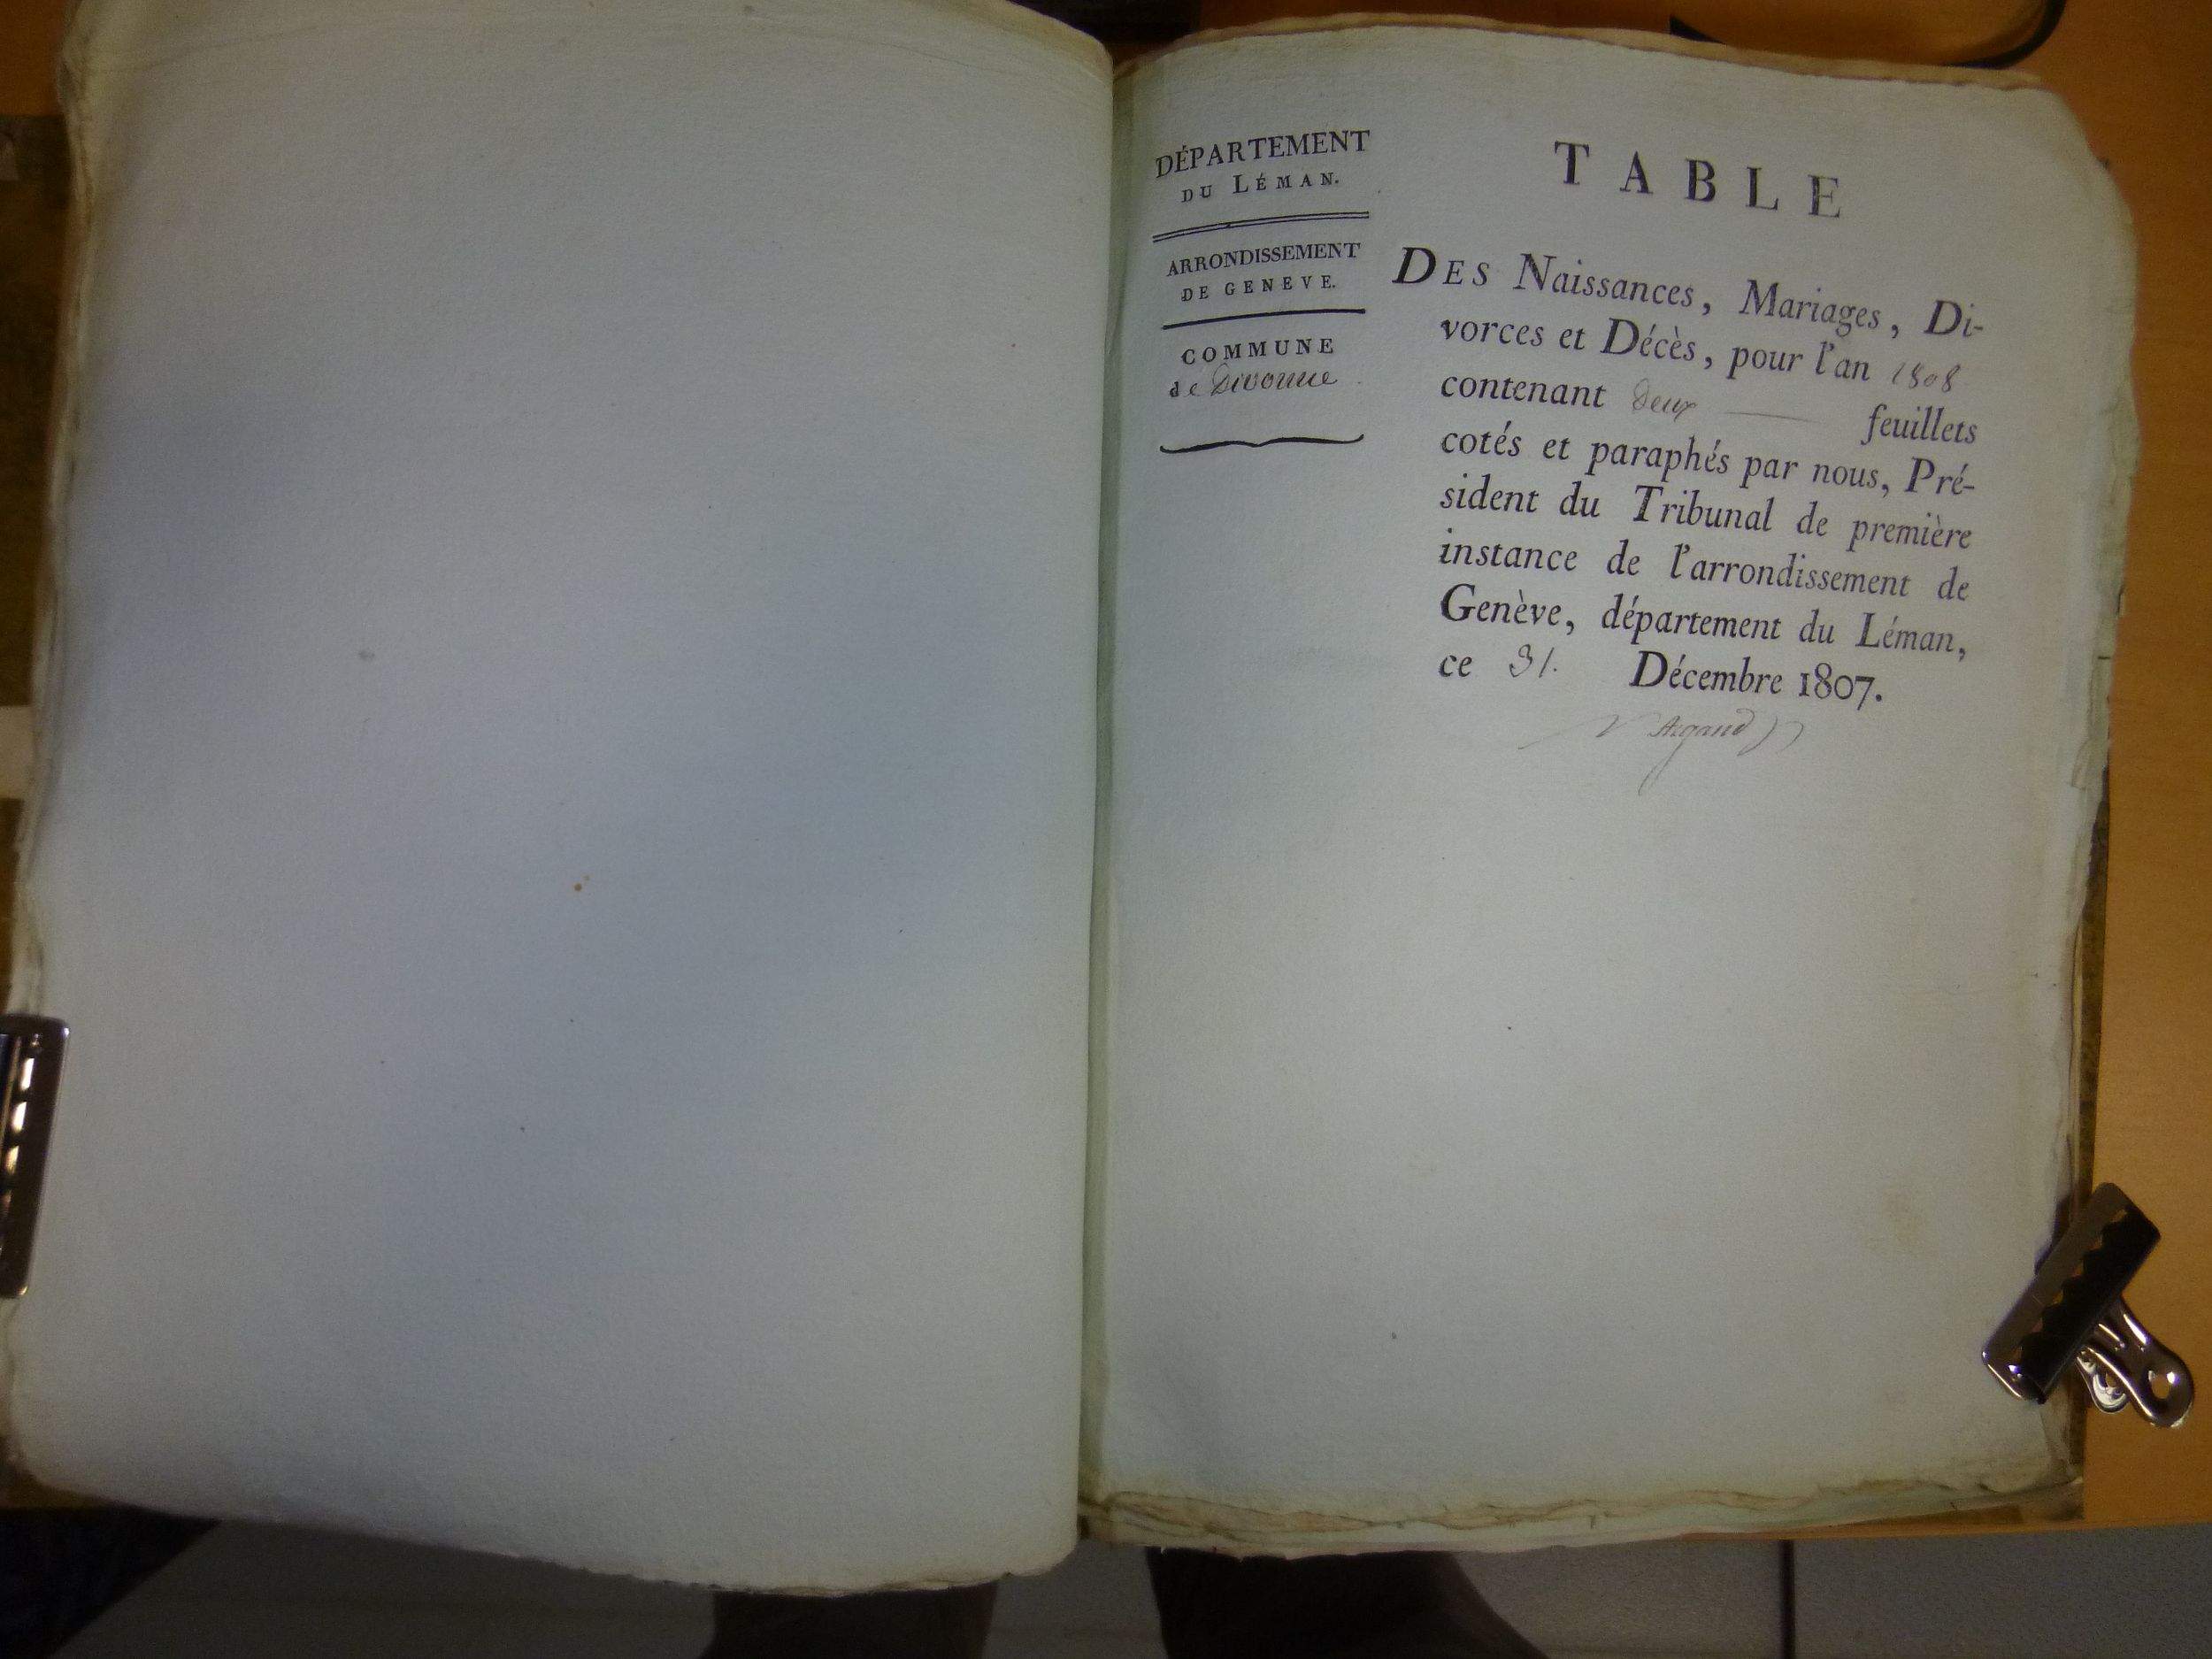 DÉPARTEMENT
DU LÉMAN.
ARRONDISSEMENT
DE GENEVE.
COMMUNE
de Divonne
TABLE
DES Naissances, Mariages, Di-
vorces et Décès, pour l'an 1808
contenant deux feuillets
cotés et paraphés par nous, Pré-
sident du Tribunal de première
instance de l'arrondissement de
Genève, département du Léman,
ce 31. Décembre 1807.
Argand